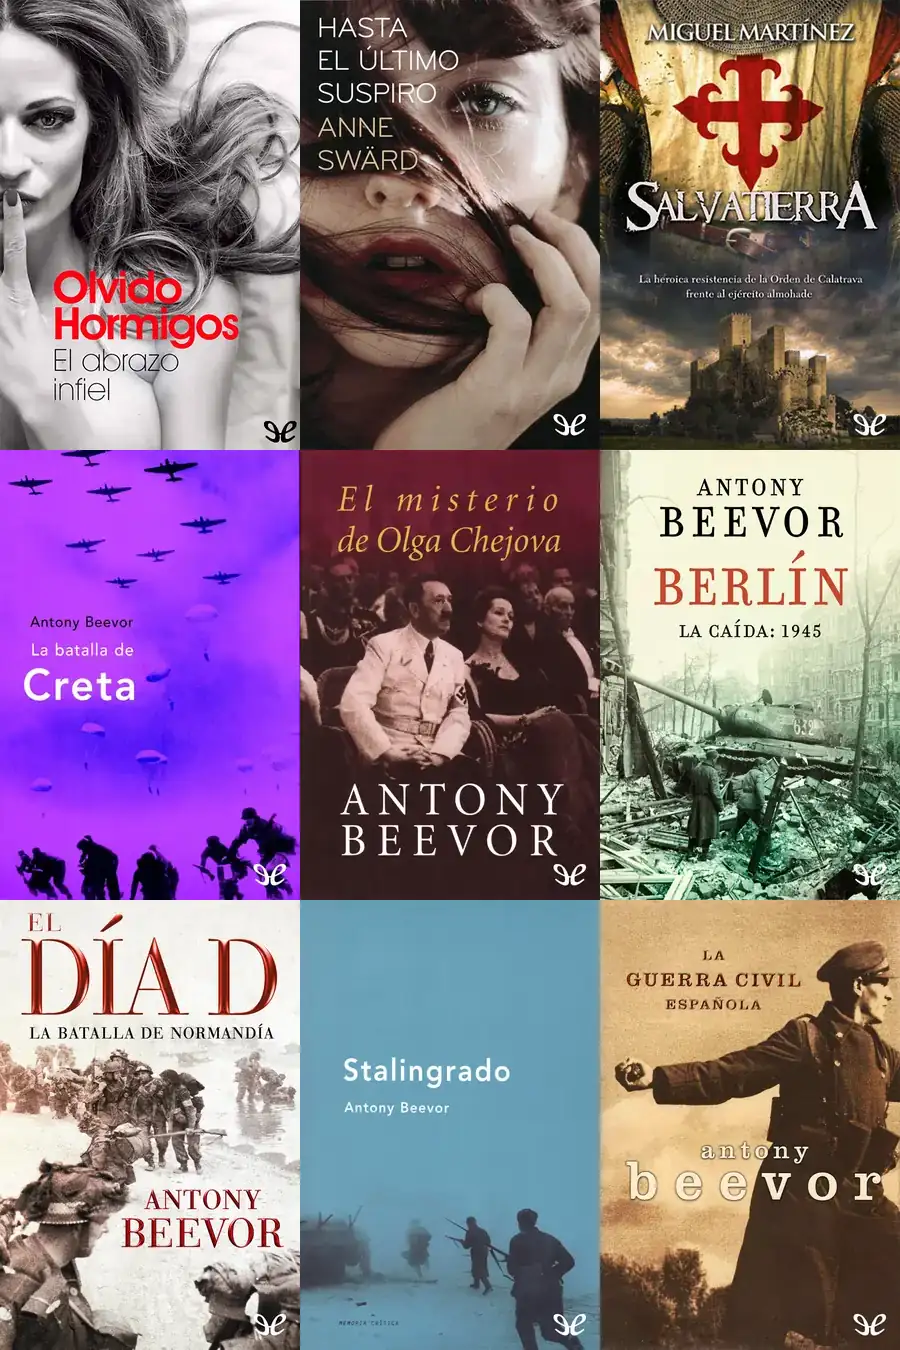 Olvido
Hormigos
El abrazo
infiel
HASTA
EL ÚLTIMO
SUSPIRO
ANNE
SWÄRD
MIGUEL MARTÍNEZ
SALVATIERRA
La heroica resistencia de la Orden de Calatrava
frente al ejército almohade
Antony Beevor
La batalla de
Creta
El misterio
de Olga Chejova
ANTONY
BEEVOR
ANTONY
BEEVOR
BERLÍN
LA CAÍDA: 1945
EL
DÍA D
LA BATALLA DE NORMANDÍA
ANTONY
BEEVOR
Stalingrado
Antony Beevor
MEMORIA CRÍTICA
LA
GUERRA CIVIL
ESPAÑOLA
antony
beevor